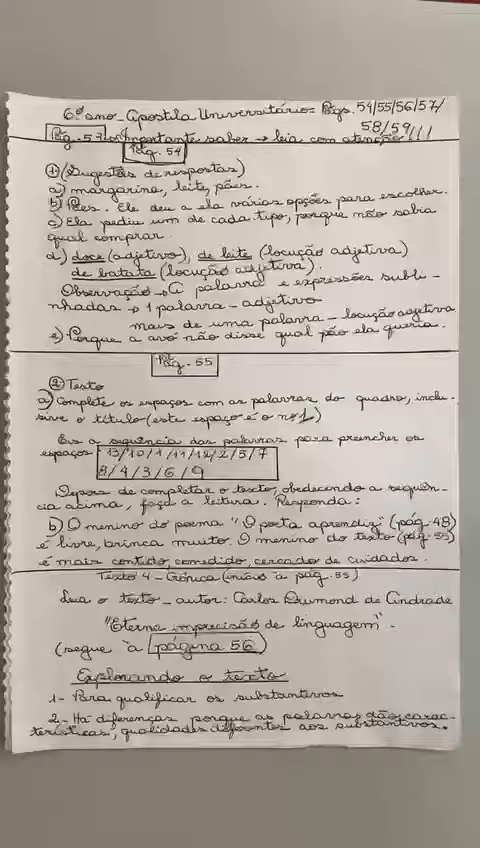 6º ano - Apostila Universitário = Págs. 54/55/56/57/
58/59///
Pág. 53 Importante saber → leia com atenção
Pág. 54
① (Sugestões de respostas)
a) margarina, leite, pães.
b) Pães. Ele deu a ela várias opções para escolher.
c) Ela pediu um de cada tipo, porque não sabia
qual comprar.
d) doce (adjetivo), de leite (locução adjetiva)
de batata (locução adjetiva).
Observação → A palavra e expressões subli-
nhadas → 1 palavra - adjetivo
mais de uma palavra - locução adjetiva
e) Porque a avó não disse qual pão ela queria.
Pág. 55
② Texto
a) Complete os espaços com as palavras do quadro, inclu-
sive o título (este espaço é o nº 1)
Eis a sequência das palavras para preencher os
espaços 13/10/1/11/12/2/5/7
8/4/3/6/9
Depois de completar o texto, obedecendo a sequên-
cia acima, faça a leitura. Responda:
b) O menino do poema "O poeta aprendiz" (pág. 48)
é livre, brinca muito. O menino do texto (pág. 55)
é mais contido, comedido, cercado de cuidados.
Texto 4 - Crônica (início à pág. 55)
Leia o texto - autor: Carlos Drumond de Andrade
"Eterna imprecisão de linguagem" -
(segue à página 56)
Explorando o texto
1- Para qualificar os substantivos
2- Há diferenças porque as palavras dão carac-
terísticas, qualidades diferentes aos substantivos.